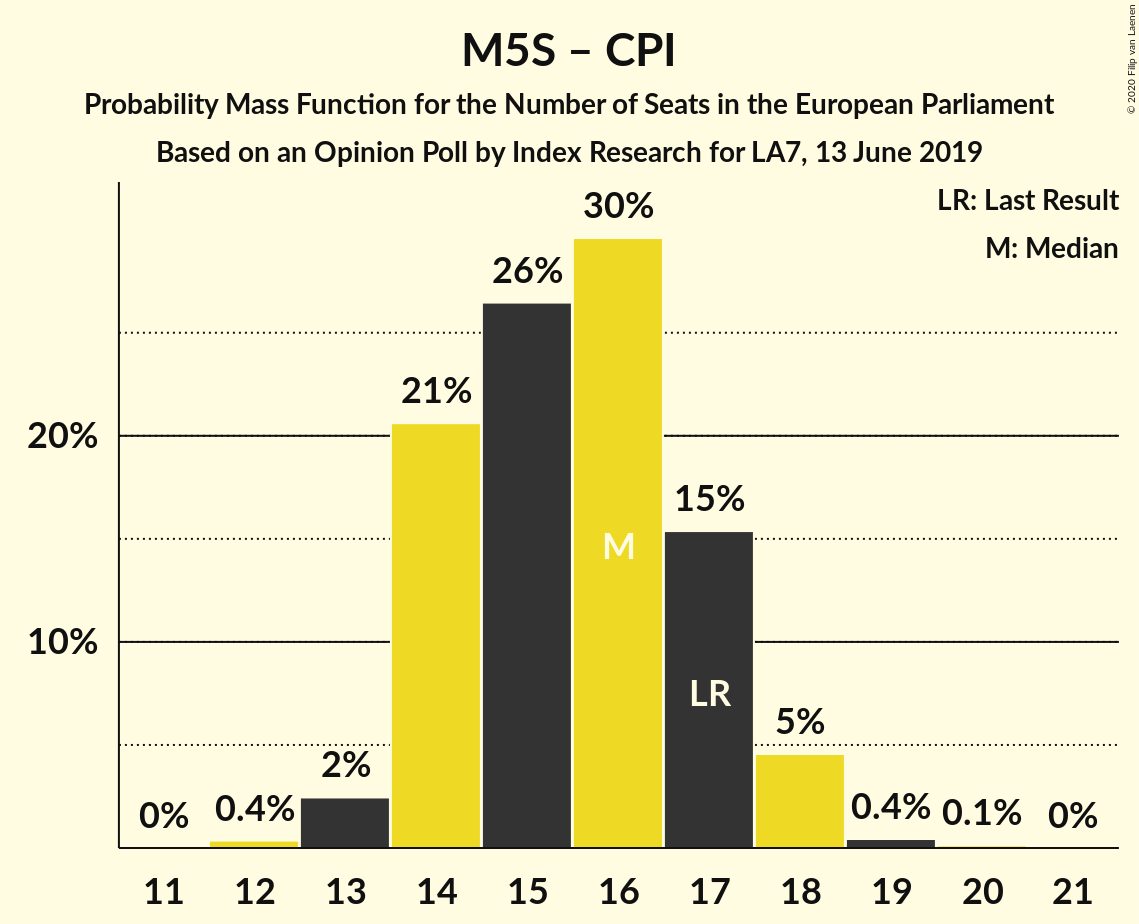 M5S – CPI
Probability Mass Function for the Number of Seats in the European Parliament
Based on an Opinion Poll by Index Research for LA7, 13 June 2019
© 2020 Filip van Laenen
LR: Last Result
M: Median
30%
26%
21%
20%
15%
M
10%
LR
5%
2%
0%
0.4%
0.4%
0.1%
0%
11 12 13 14 15 16 17 18 19 20 21